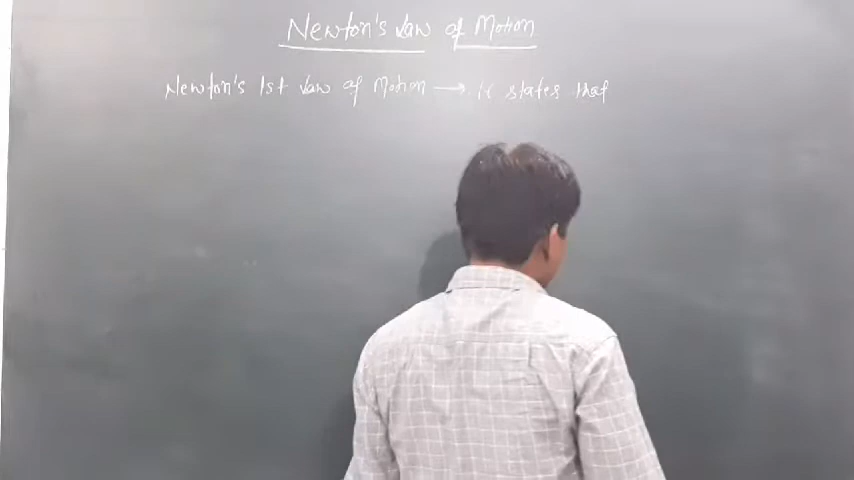 Newton's Law of Motion
Newton's 1st Law of Motion → it states that